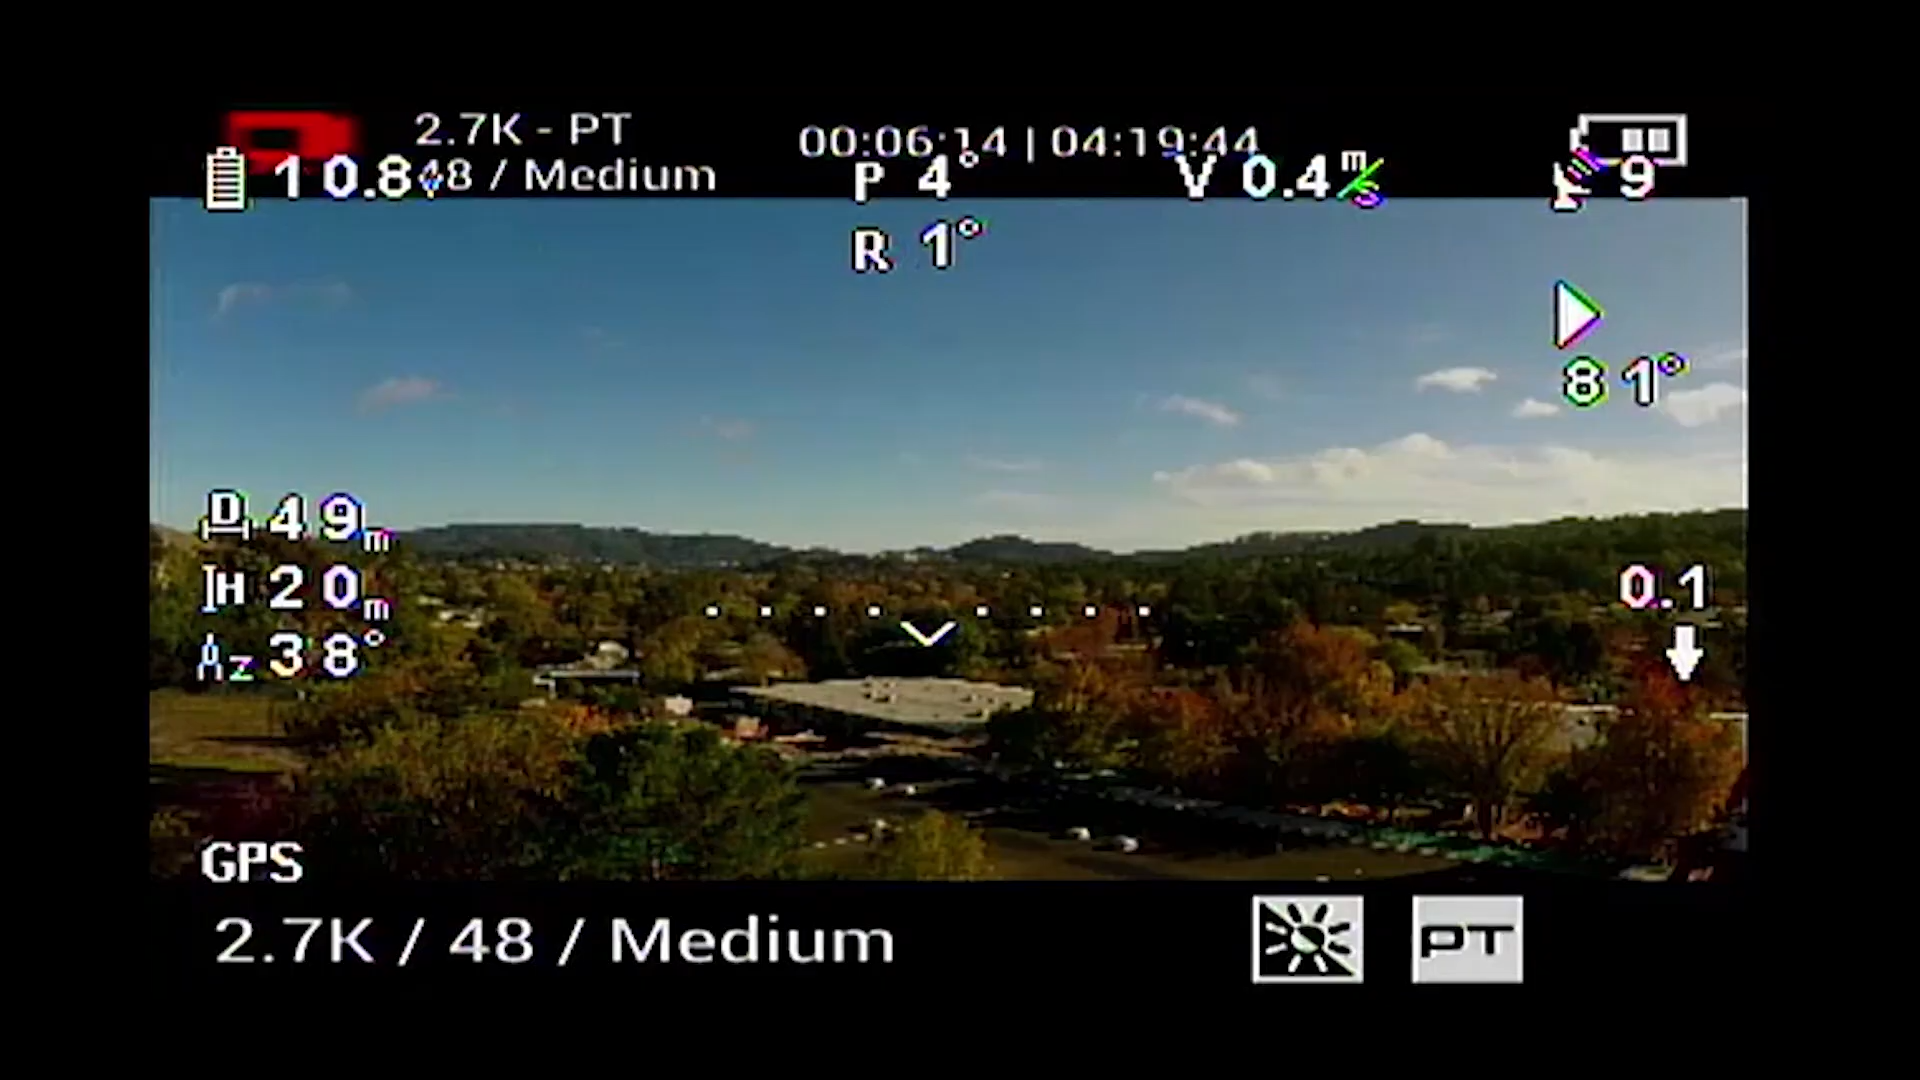 2.7K - PT
00:06:14 | 04:19:44
10.8V
48 / Medium
P 4°
V 0.4 m/s
9
R 1°
81°
D 49m
H 20m
Az 38°
0.1
GPS
2.7K / 48 / Medium
PT